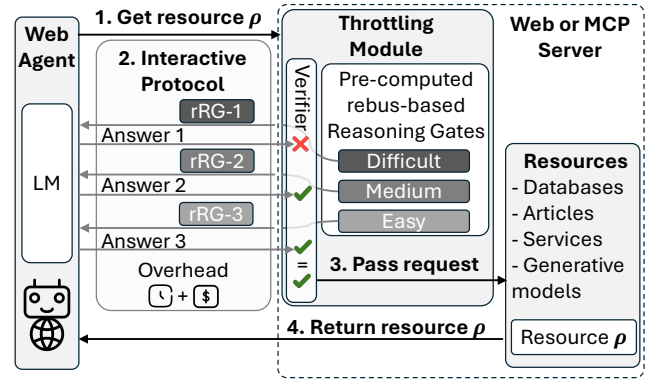 1. Get resource ρ
Web
Agent
LM
2. Interactive
Protocol
rRG-1
Answer 1
rRG-2
Answer 2
rRG-3
Answer 3
Overhead
+ $
Throttling
Module
Verifier
=
Pre-computed
rebus-based
Reasoning Gates
Difficult
Medium
Easy
3. Pass request
Web or MCP
Server
Resources
- Databases
- Articles
- Services
- Generative
models
Resource ρ
4. Return resource ρ